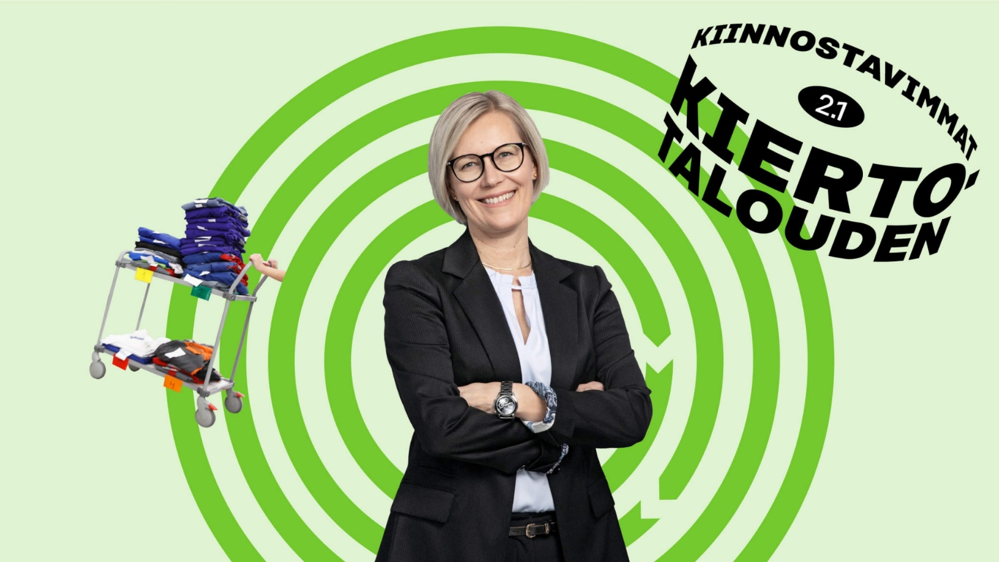 KIINNOSTAVIMMAT
2.1
KIERTO-
TALOUDEN